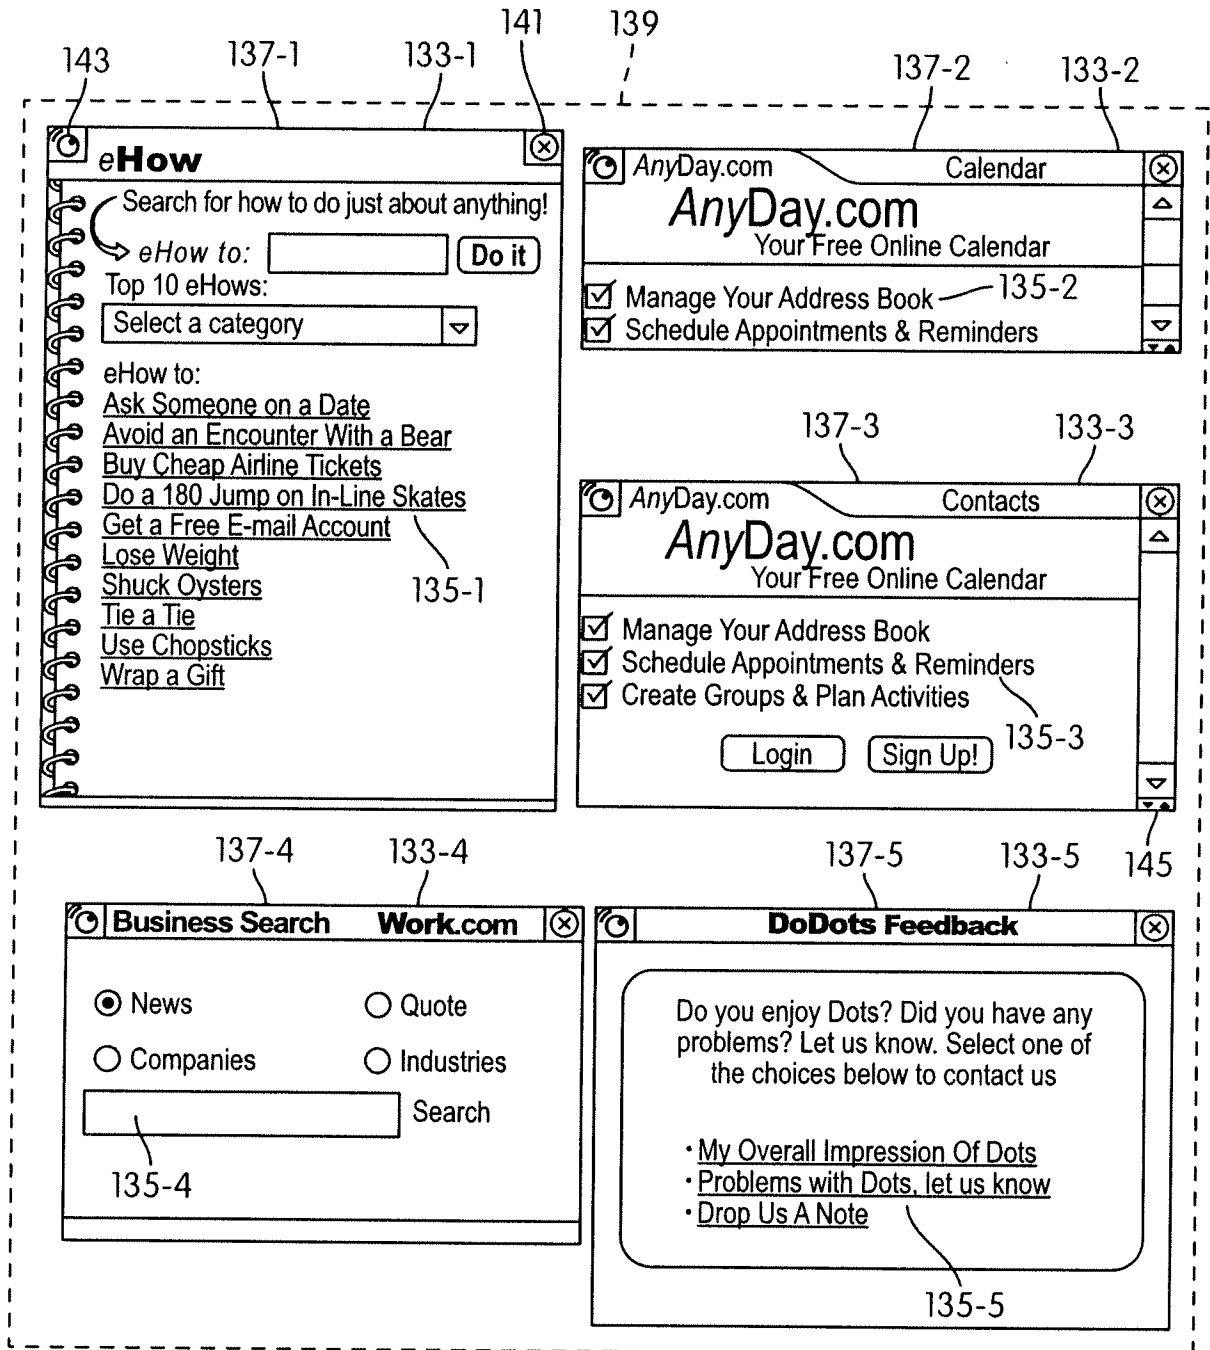 139
143
137-1
133-1
141
137-2
133-2
eHow
Search for how to do just about anything!
eHow to:
Do it
Top 10 eHows:
Select a category
eHow to:
Ask Someone on a Date
Avoid an Encounter With a Bear
Buy Cheap Airline Tickets
Do a 180 Jump on In-Line Skates
Get a Free E-mail Account
Lose Weight
Shuck Oysters
Tie a Tie
Use Chopsticks
Wrap a Gift
135-1
AnyDay.com Calendar
AnyDay.com
Your Free Online Calendar
Manage Your Address Book
135-2
Schedule Appointments & Reminders
137-3
133-3
AnyDay.com Contacts
AnyDay.com
Your Free Online Calendar
Manage Your Address Book
Schedule Appointments & Reminders
Create Groups & Plan Activities
135-3
Login Sign Up!
145
137-4
133-4
Business Search Work.com
News Quote
Companies Industries
Search
135-4
137-5
133-5
DoDots Feedback
Do you enjoy Dots? Did you have any
problems? Let us know. Select one of
the choices below to contact us
· My Overall Impression Of Dots
· Problems with Dots, let us know
· Drop Us A Note
135-5